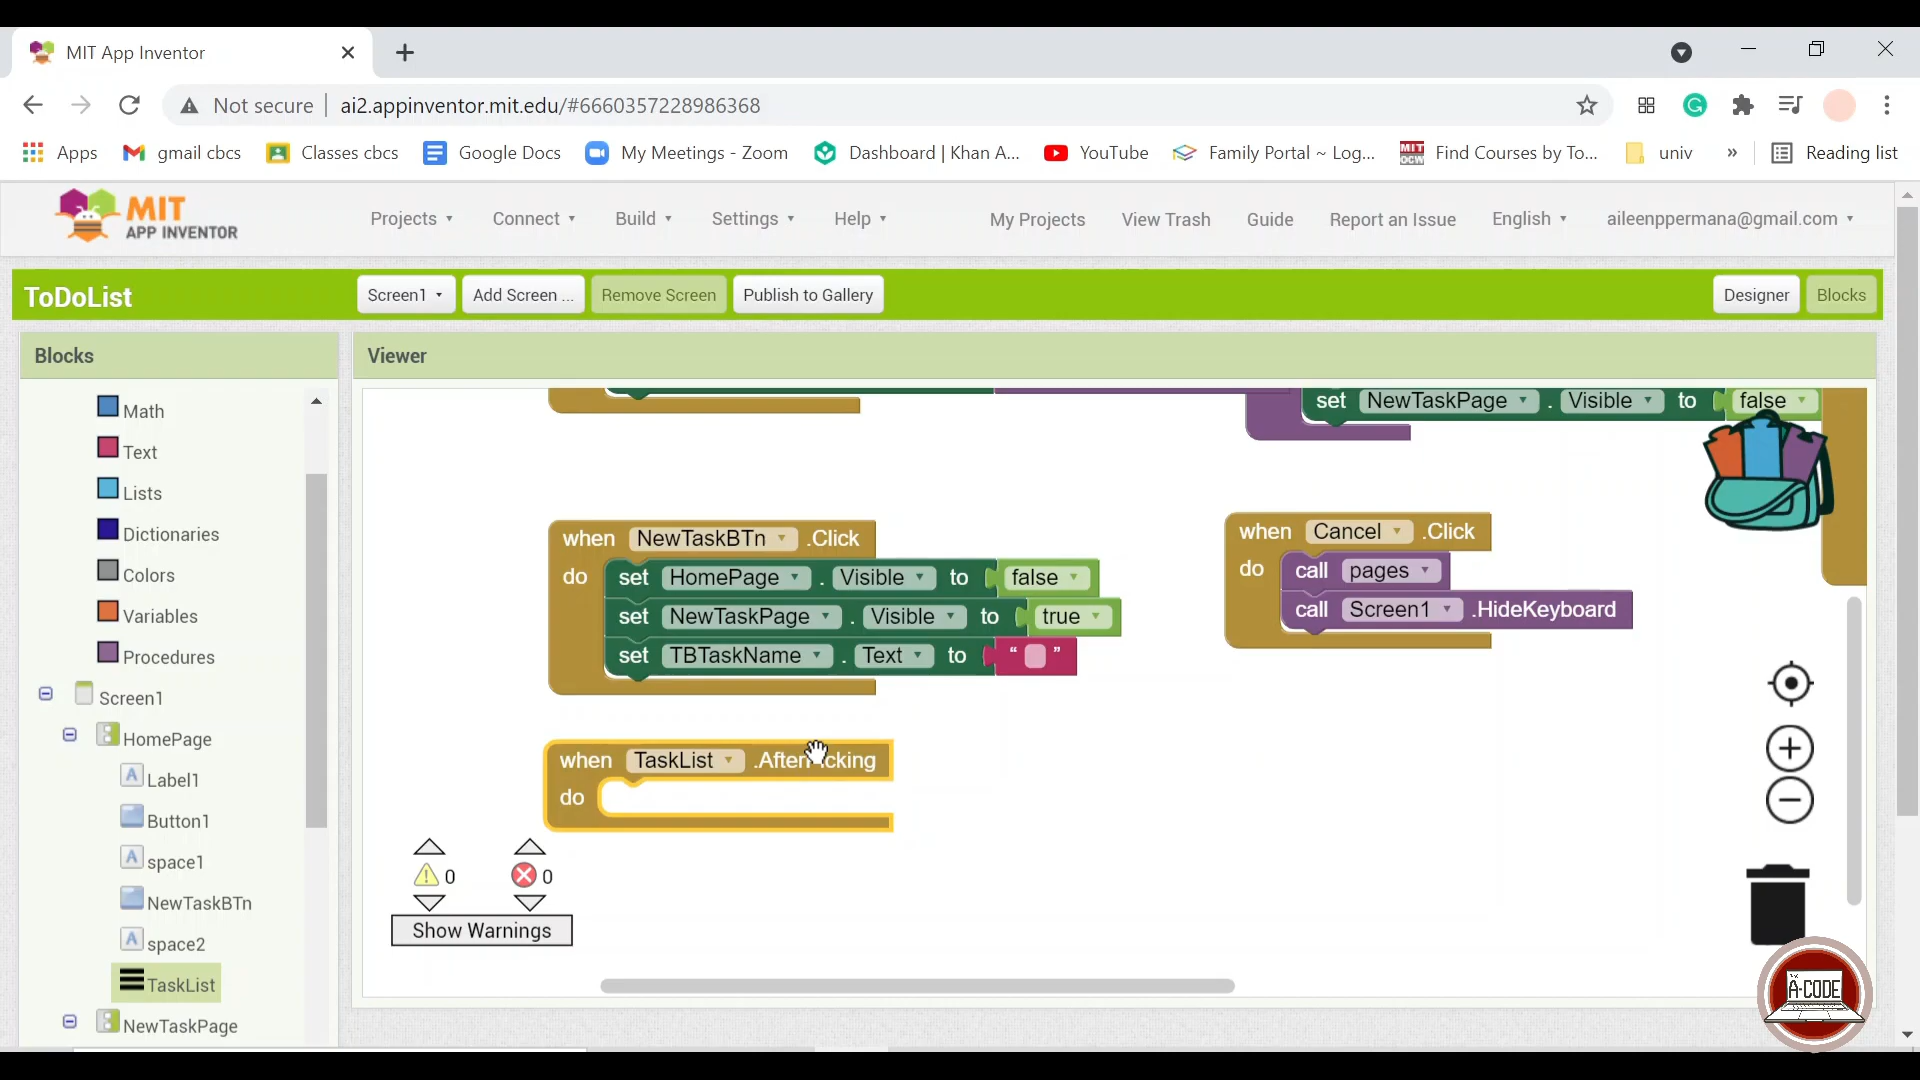 MIT App Inventor
Not secure ai2.appinventor.mit.edu/#6660357228986368
Apps gmail cbcs Classes cbcs Google Docs My Meetings - Zoom Dashboard | Khan A... YouTube Family Portal ~ Log... MIT OCW Find Courses by To... univ » Reading list
MIT APP INVENTOR
Projects Connect Build Settings Help My Projects View Trash Guide Report an Issue English aileenppermana@gmail.com
ToDoList Screen1 Add Screen ... Remove Screen Publish to Gallery Designer Blocks
Blocks
Viewer
Math
Text
Lists
Dictionaries
Colors
Variables
Procedures
Screen1
HomePage
Label1
Button1
space1
NewTaskBTn
space2
TaskList
NewTaskPage
set NewTaskPage . Visible to false
when NewTaskBTn .Click
do set HomePage . Visible to false
set NewTaskPage . Visible to true
set TBTaskName . Text to “ ”
when Cancel .Click
do call pages
call Screen1 .HideKeyboard
when TaskList
do
0 0
Show Warnings
A-CODE